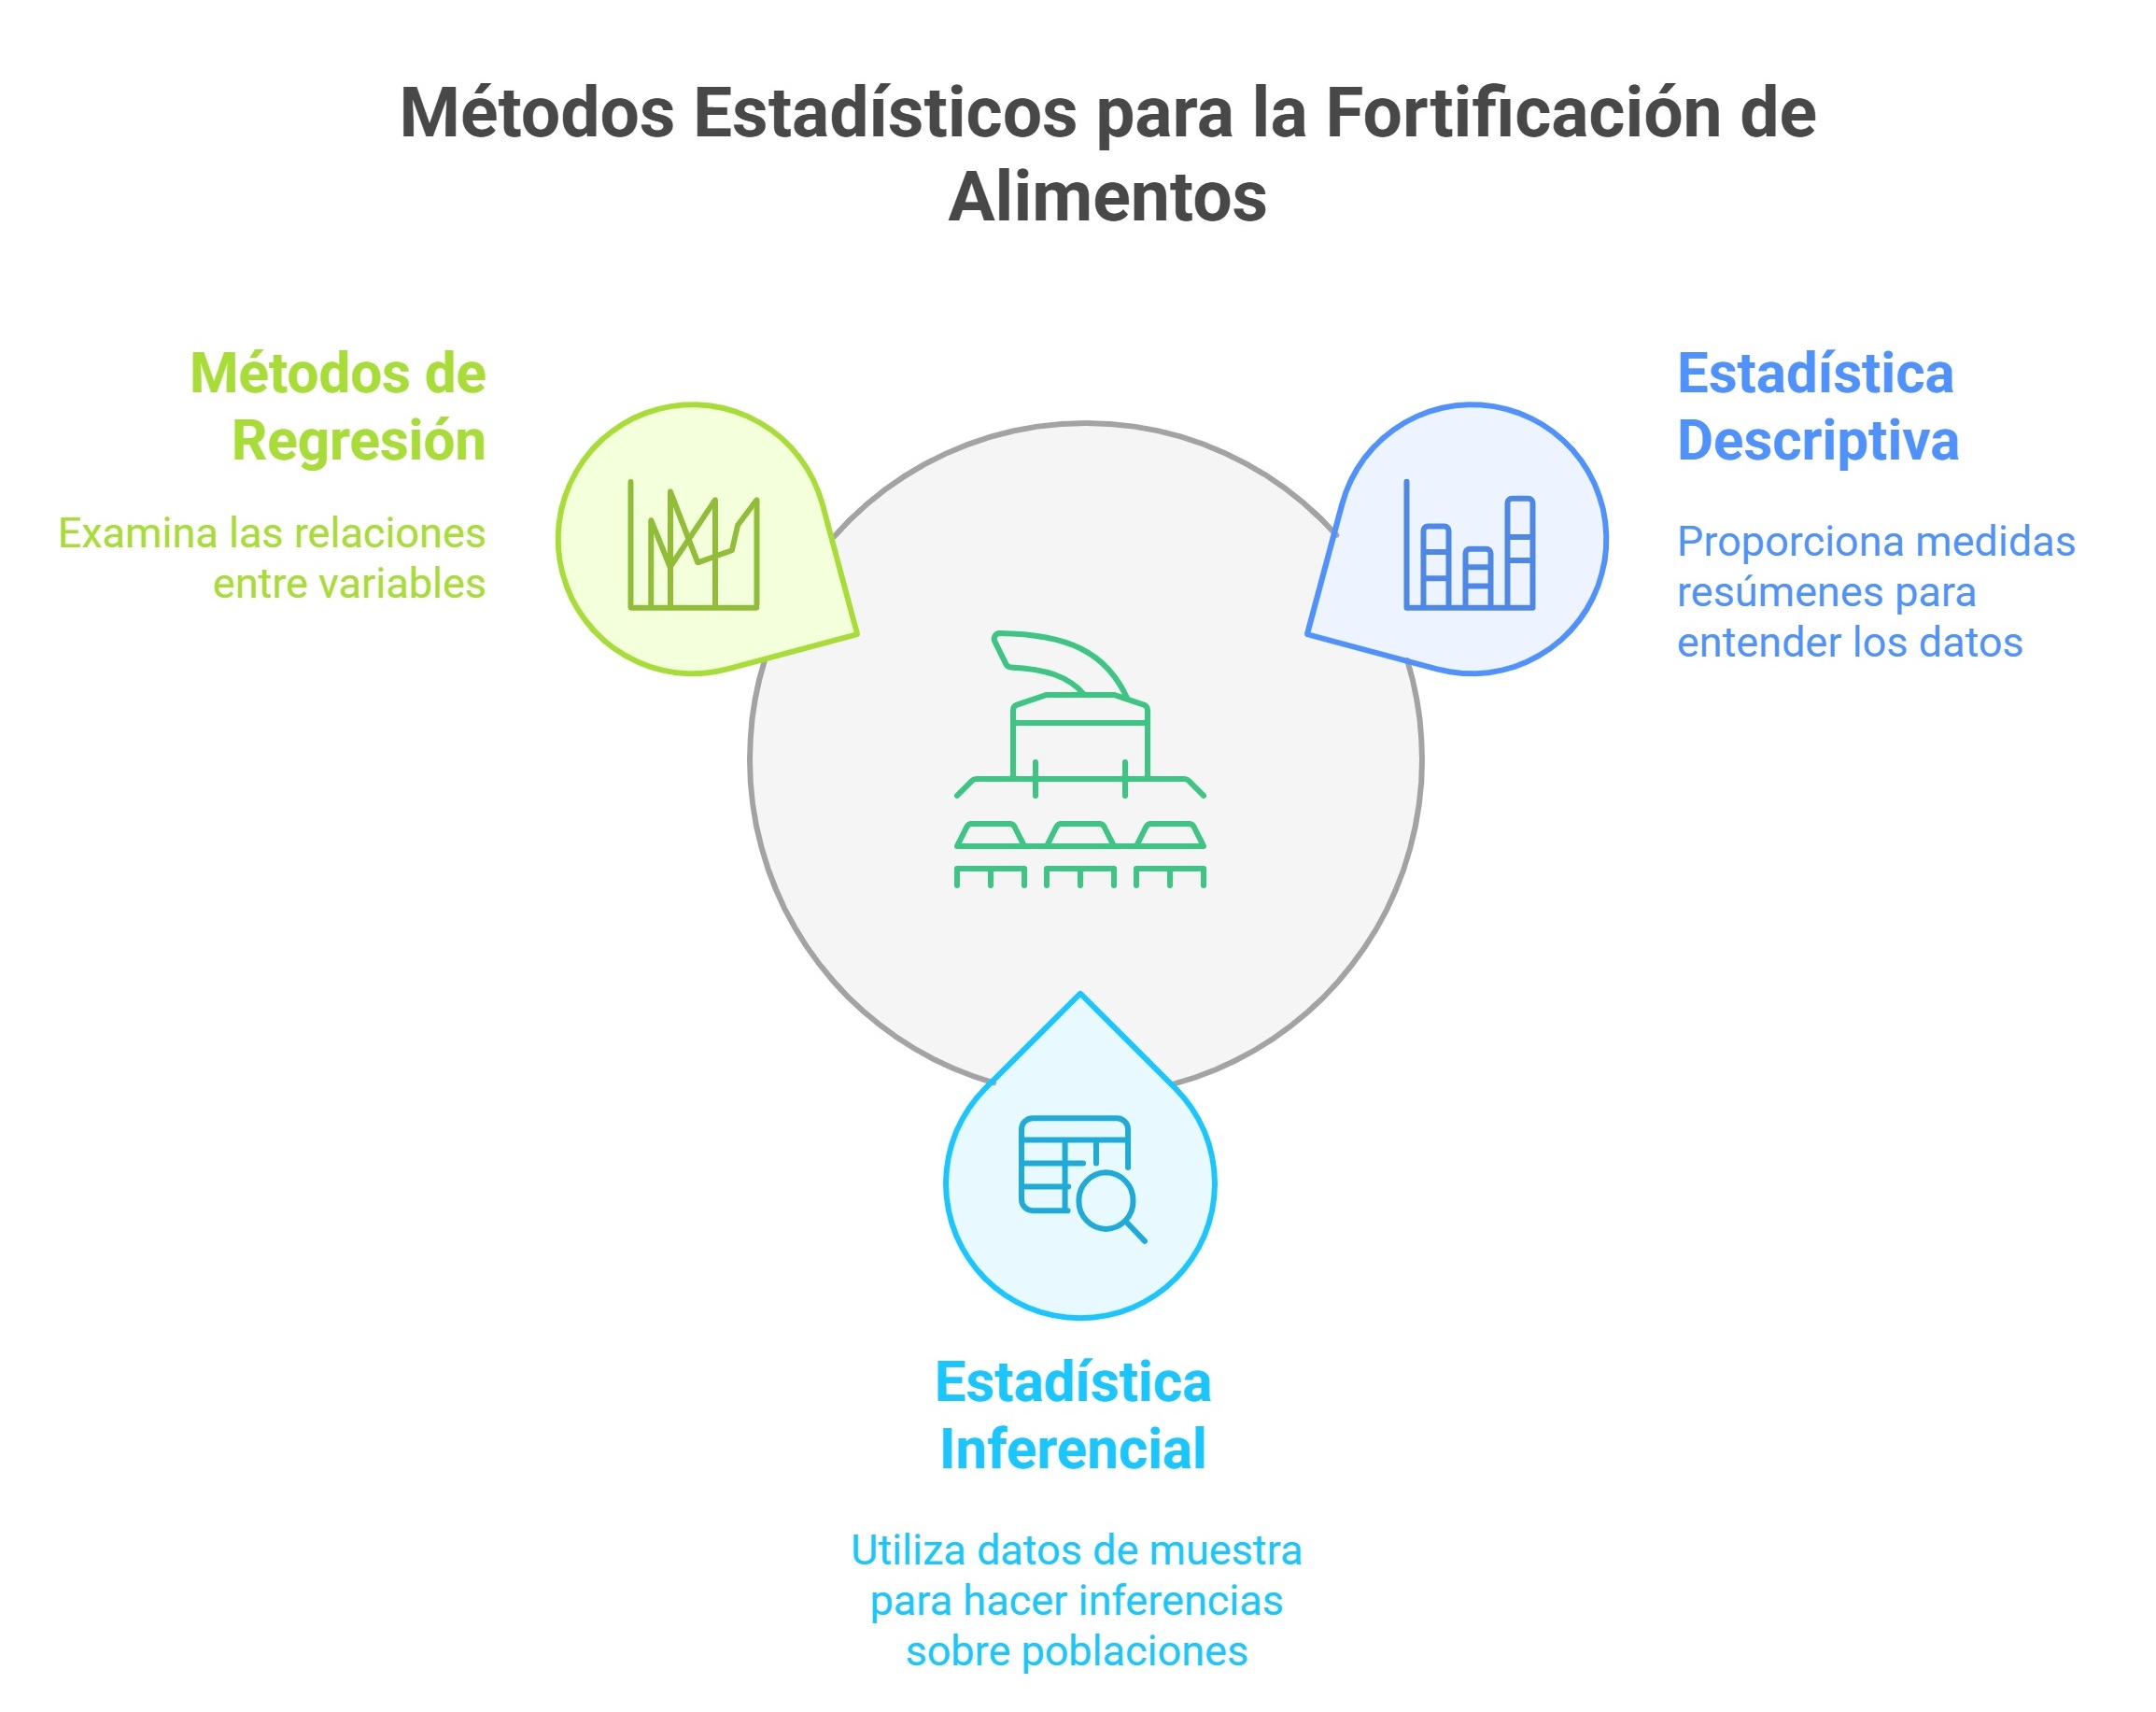 Métodos Estadísticos para la Fortificación de
Alimentos
Métodos de
Regresión
Examina las relaciones
entre variables
Estadística
Descriptiva
Proporciona medidas
resúmenes para
entender los datos
Estadística
Inferencial
Utiliza datos de muestra
para hacer inferencias
sobre poblaciones